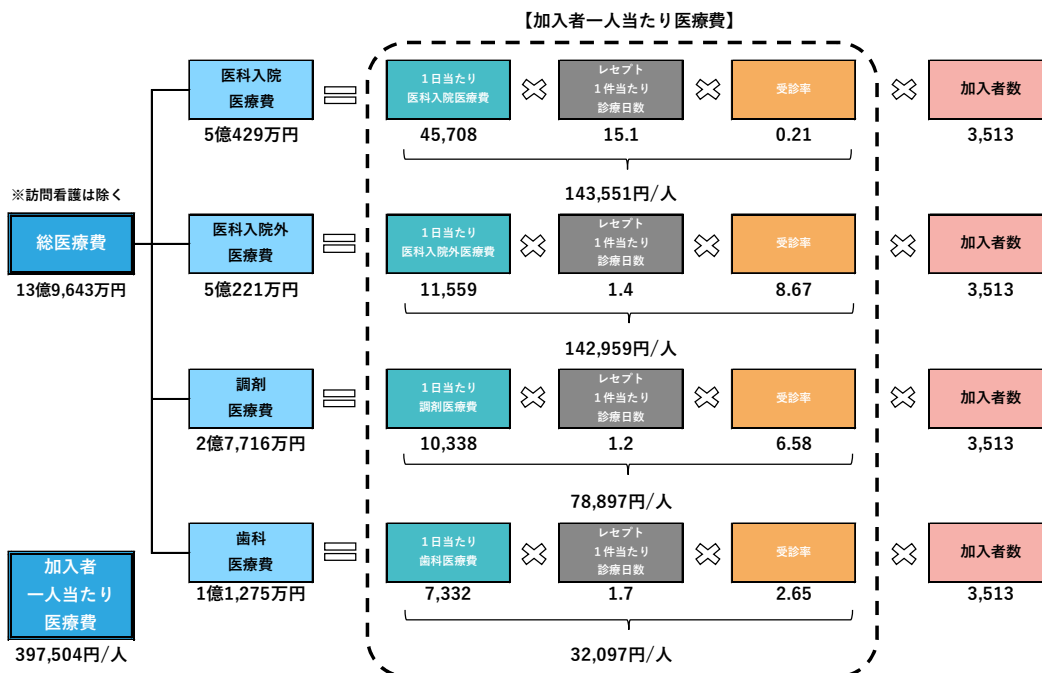 【加入者一人当たり医療費】
医科入院
医療費
1日当たり
医科入院医療費
レセプト
1件当たり
診療日数
受診率
加入者数
5億429万円
45,708
15.1
0.21
3,513
143,551円/人
※訪問看護は除く
総医療費
13億9,643万円
医科入院外
医療費
1日当たり
医科入院外医療費
レセプト
1件当たり
診療日数
受診率
加入者数
5億221万円
11,559
1.4
8.67
3,513
142,959円/人
調剤
医療費
1日当たり
調剤医療費
レセプト
1件当たり
診療日数
受診率
加入者数
2億7,716万円
10,338
1.2
6.58
3,513
78,897円/人
歯科
医療費
1日当たり
歯科医療費
レセプト
1件当たり
診療日数
受診率
加入者数
1億1,275万円
7,332
1.7
2.65
3,513
32,097円/人
加入者
一人当たり
医療費
397,504円/人